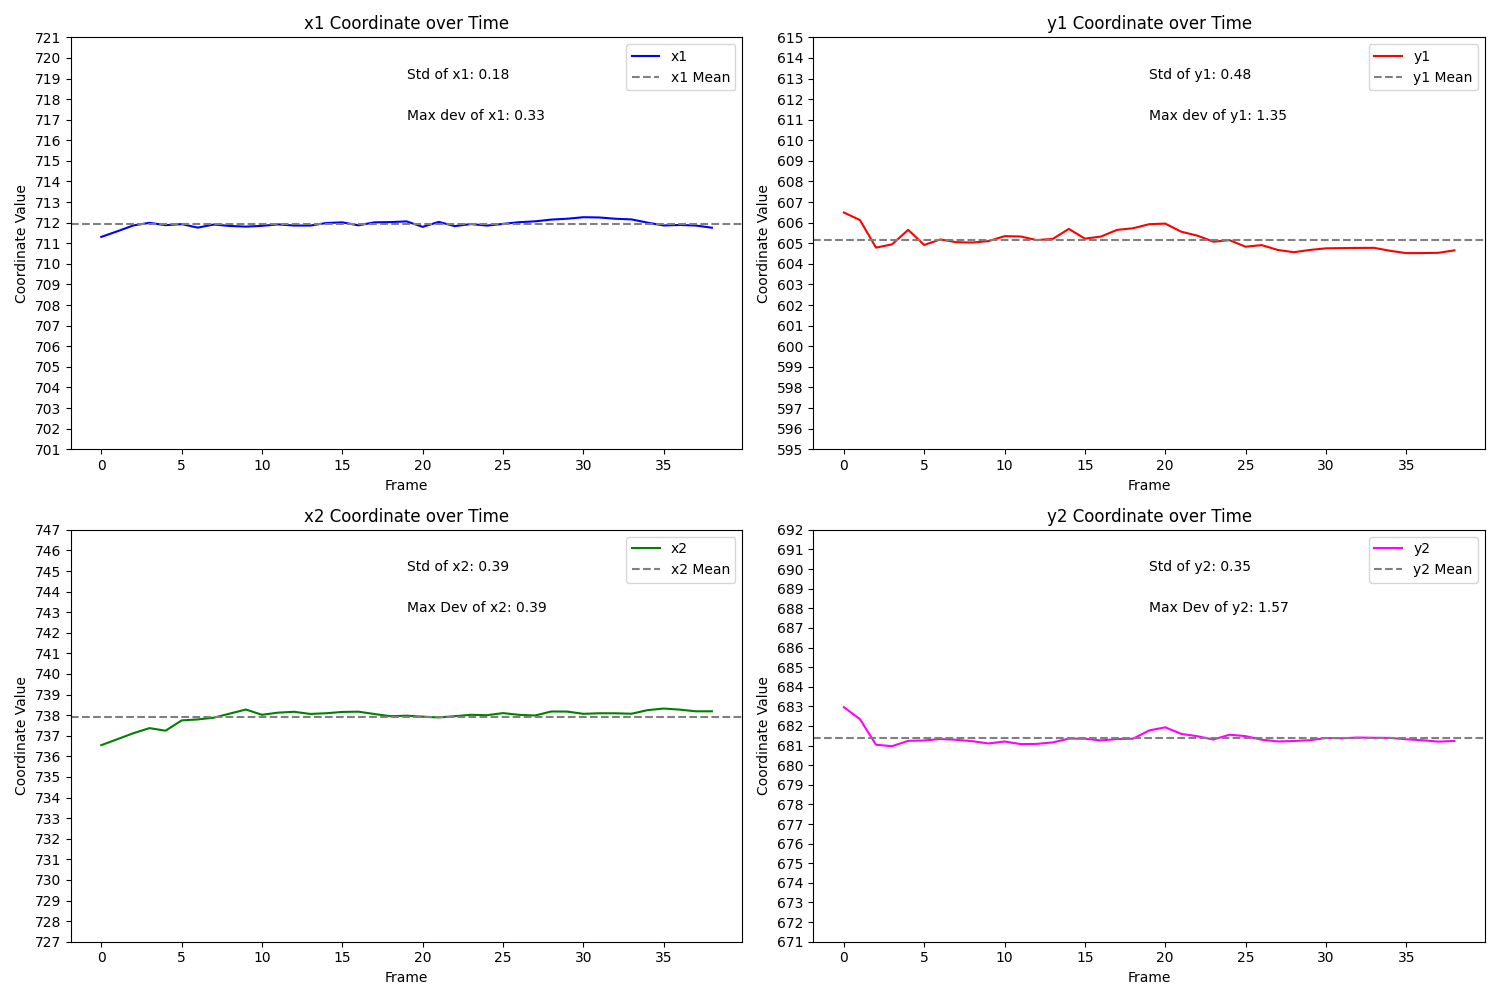 x1 Coordinate over Time
Coordinate Value
721
720
719
718
717
716
715
714
713
712
711
710
709
708
707
706
705
704
703
702
701
Std of x1: 0.18
Max dev of x1: 0.33
x1
x1 Mean
0 5 10 15 20 25 30 35
Frame
y1 Coordinate over Time
Coordinate Value
615
614
613
612
611
610
609
608
607
606
605
604
603
602
601
600
599
598
597
596
595
Std of y1: 0.48
Max dev of y1: 1.35
y1
y1 Mean
0 5 10 15 20 25 30 35
Frame
x2 Coordinate over Time
Coordinate Value
747
746
745
744
743
742
741
740
739
738
737
736
735
734
733
732
731
730
729
728
727
Std of x2: 0.39
Max Dev of x2: 0.39
x2
x2 Mean
0 5 10 15 20 25 30 35
Frame
y2 Coordinate over Time
Coordinate Value
692
691
690
689
688
687
686
685
684
683
682
681
680
679
678
677
676
675
674
673
672
671
Std of y2: 0.35
Max Dev of y2: 1.57
y2
y2 Mean
0 5 10 15 20 25 30 35
Frame